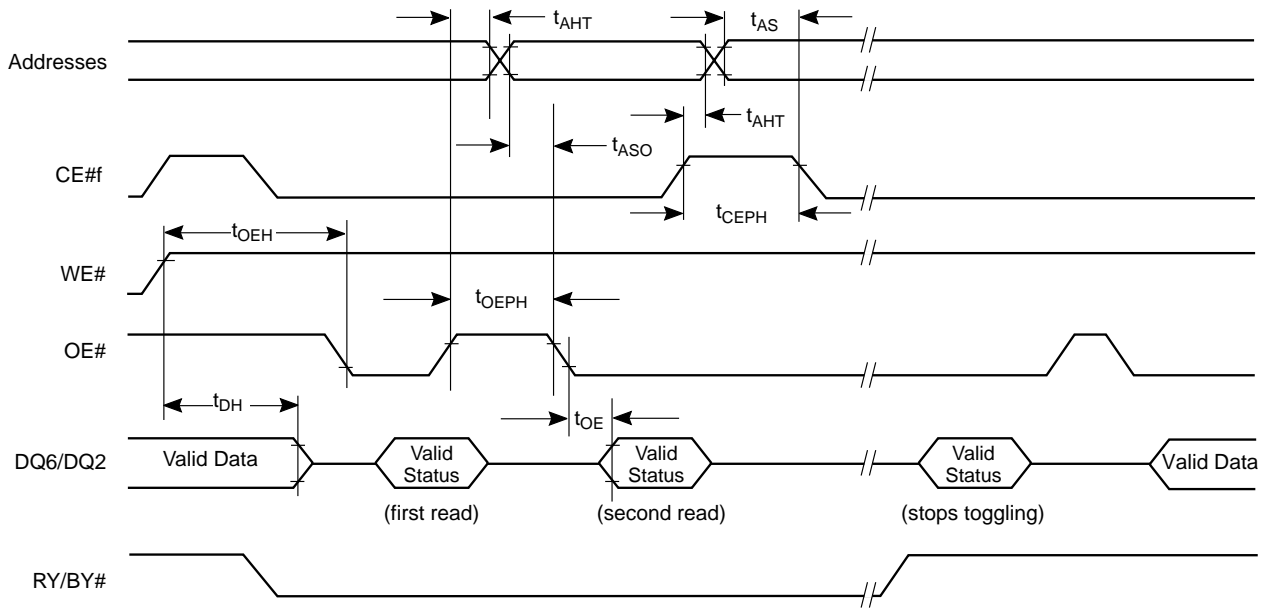 tAHT
tAS
Addresses
tAHT
tASO
CE#f
tCEPH
tOEH
WE#
tOEPH
OE#
tDH
tOE
DQ6/DQ2
Valid Data
Valid
Status
Valid
Status
Valid
Status
Valid Data
(first read)
(second read)
(stops toggling)
RY/BY#